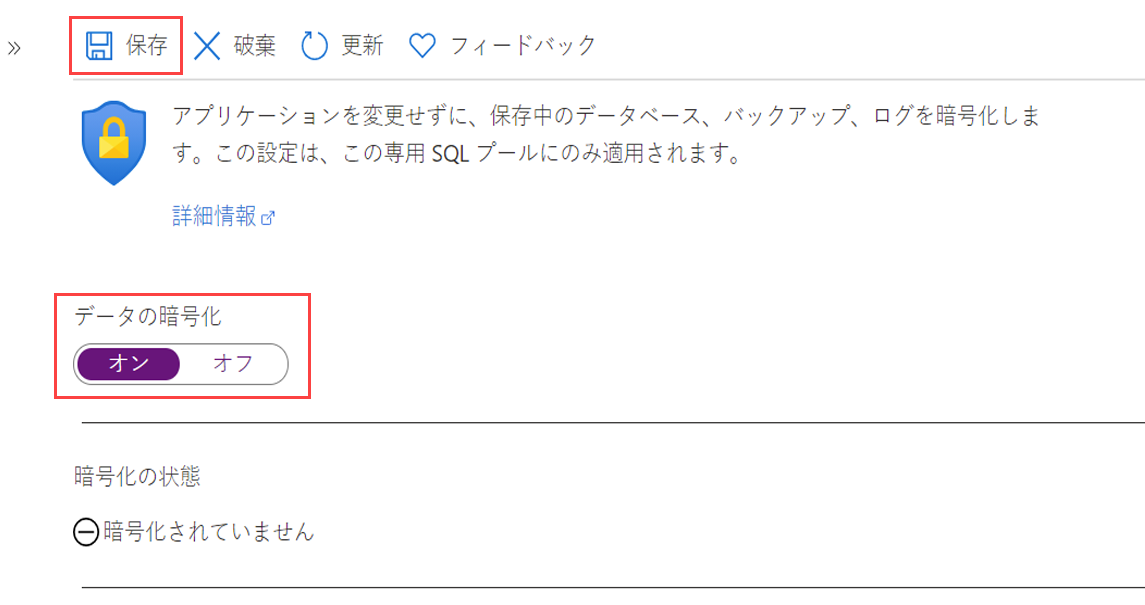 » 保存 破棄 更新 フィードバック
アプリケーションを変更せずに、保存中のデータベース、バックアップ、ログを暗号化しま
す。この設定は、この専用 SQL プールにのみ適用されます。
詳細情報
データの暗号化
オン オフ
暗号化の状態
暗号化されていません